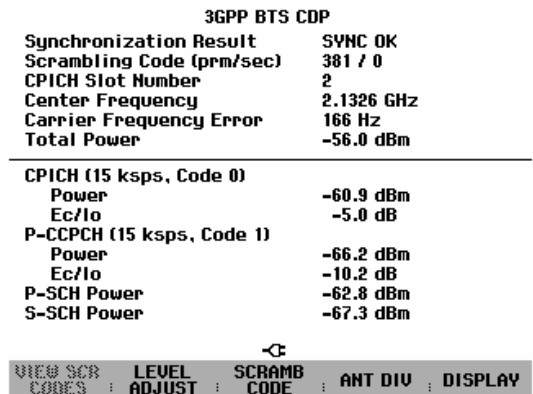 3GPP BTS CDP
Synchronization Result SYNC OK
Scrambling Code (prm/sec) 381 / 0
CPICH Slot Number 2
Center Frequency 2.1326 GHz
Carrier Frequency Error 166 Hz
Total Power -56.0 dBm
CPICH (15 ksps, Code 0)
Power -60.9 dBm
Ec/Io -5.0 dB
P-CCPCH (15 ksps, Code 1)
Power -66.2 dBm
Ec/Io -10.2 dB
P-SCH Power -62.8 dBm
S-SCH Power -67.3 dBm
VIEW SCR CODES : LEVEL ADJUST : SCRAMB CODE : ANT DIV : DISPLAY